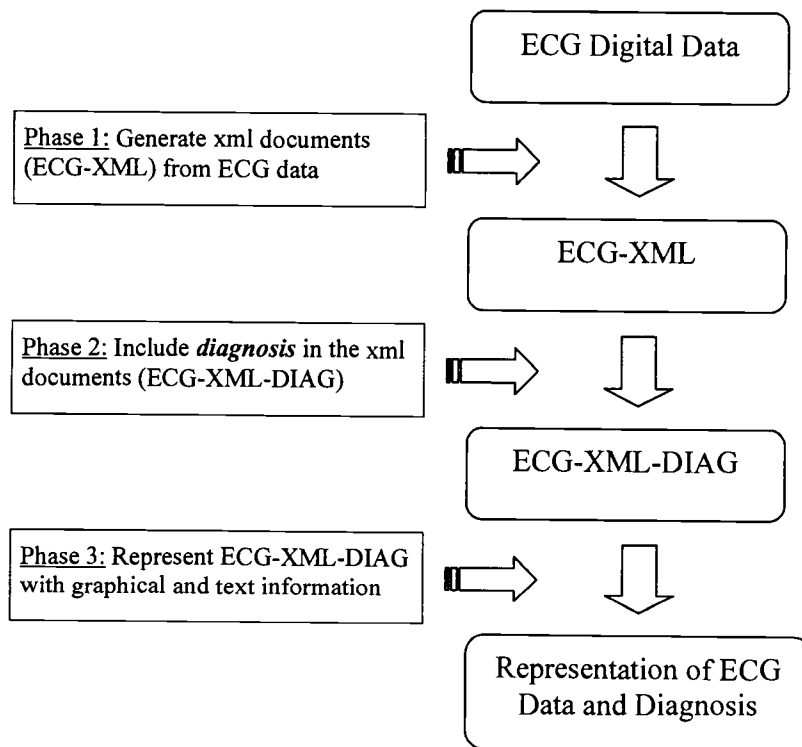 ECG Digital Data
Phase 1: Generate xml documents
(ECG-XML) from ECG data
ECG-XML
Phase 2: Include diagnosis in the xml
documents (ECG-XML-DIAG)
ECG-XML-DIAG
Phase 3: Represent ECG-XML-DIAG
with graphical and text information
Representation of ECG
Data and Diagnosis